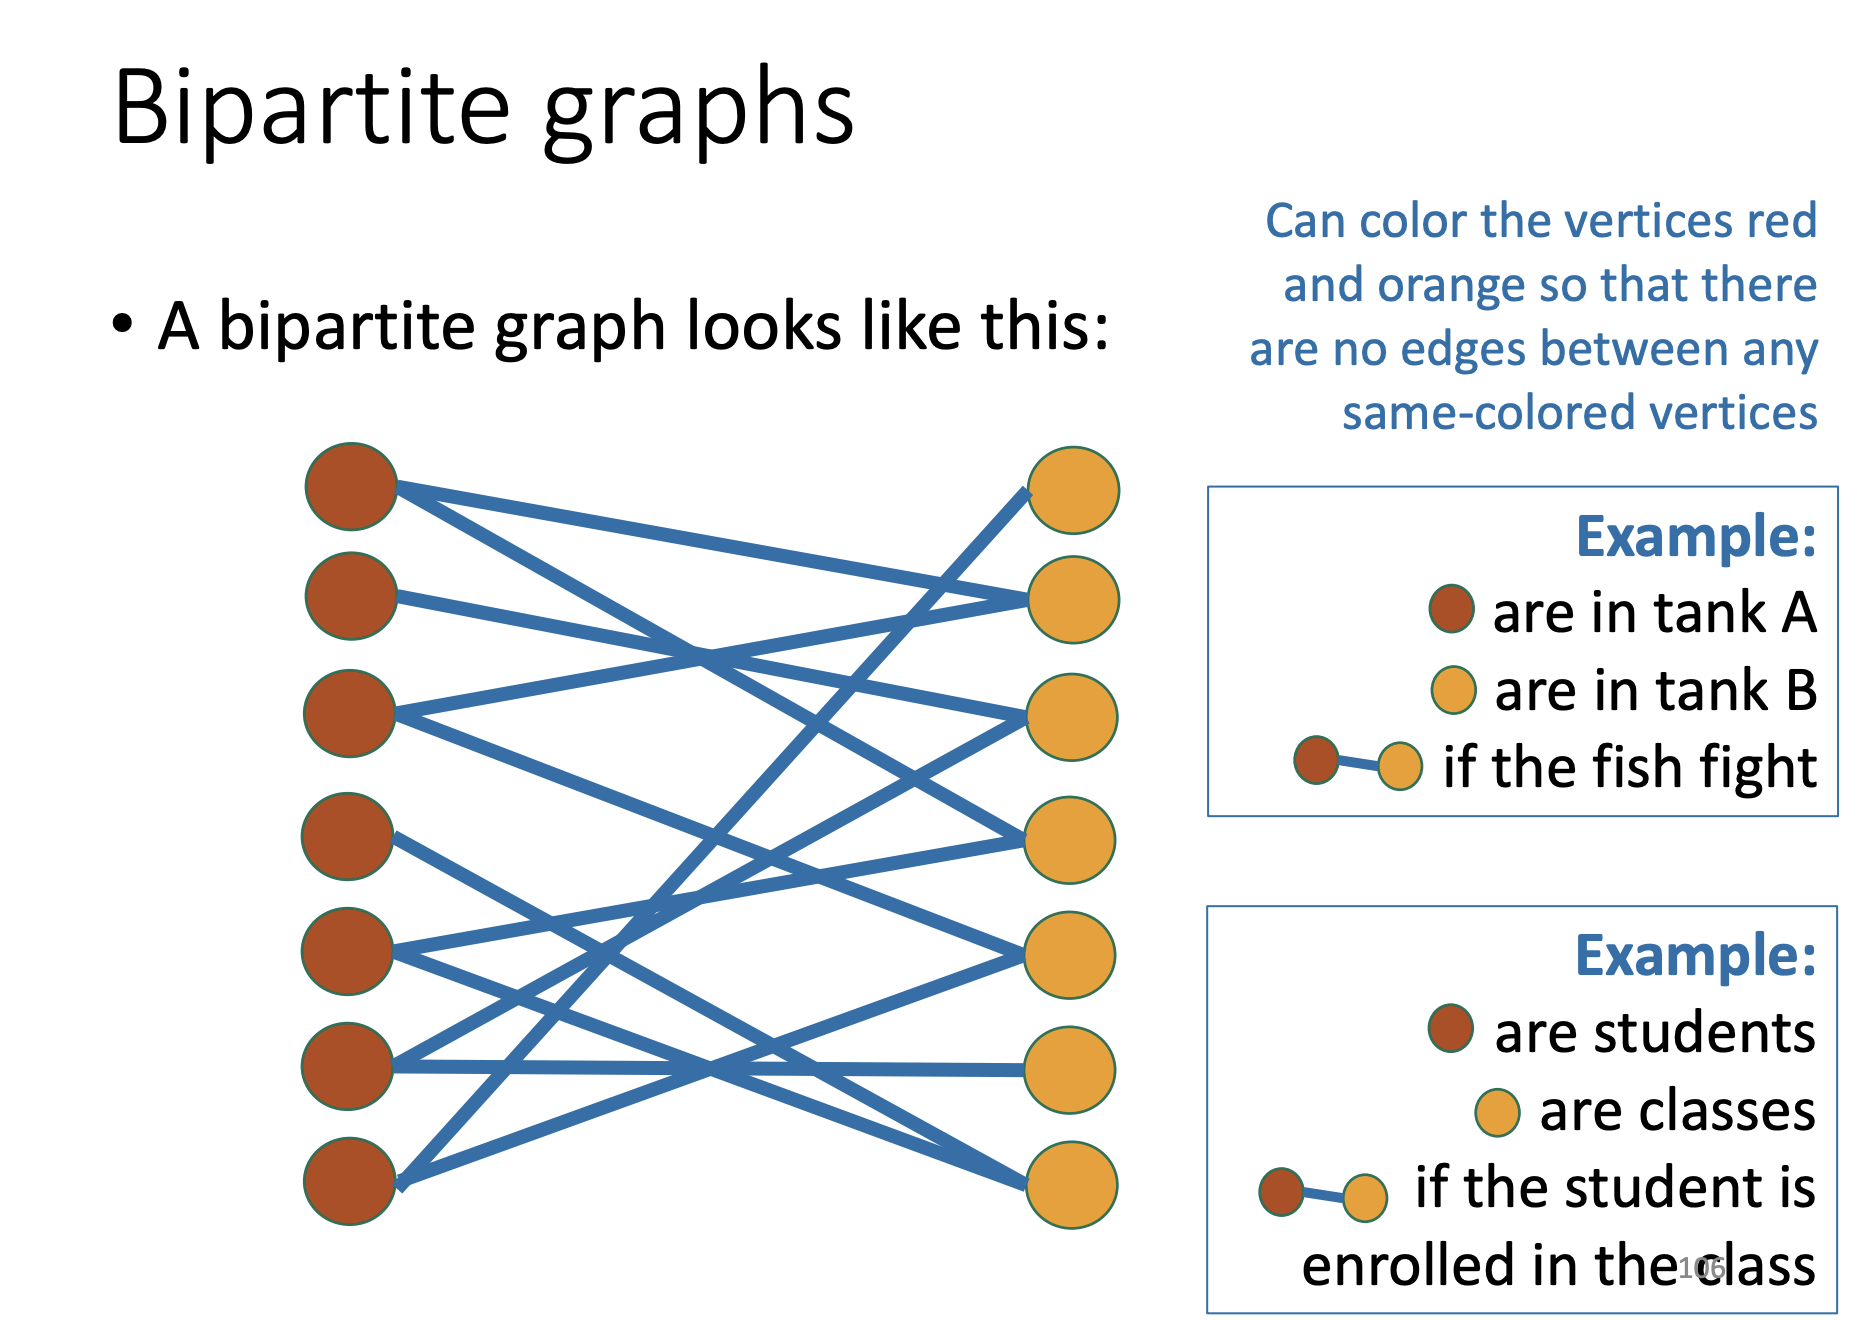 Bipartite graphs
• A bipartite graph looks like this:
Can color the vertices red
and orange so that there
are no edges between any
same-colored vertices
Example:
are in tank A
are in tank B
if the fish fight
Example:
are students
are classes
if the student is
enrolled in the class
106